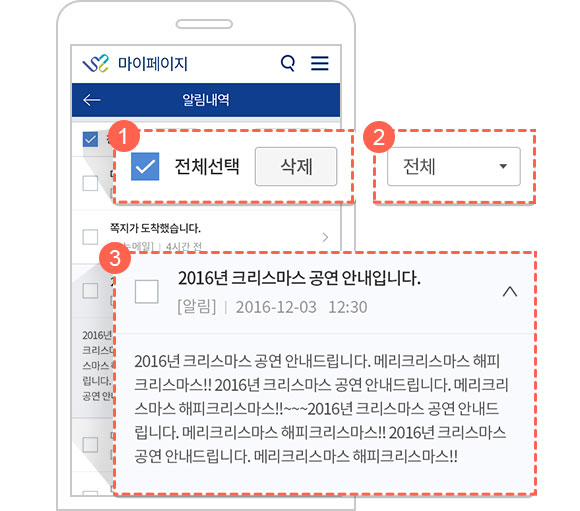 마이페이지
알림내역
1
전체선택
삭제
2
전체
쪽지가 도착했습니다.
4시간 전
3
2016년 크리스마스 공연 안내입니다.
[알림] | 2016-12-03 12:30
2016년 크리스마스 공연 안내드립니다. 메리크리스마스 해피
크리스마스!! 2016년 크리스마스 공연 안내드립니다. 메리크리
스마스 해피크리스마스!!~~~2016년 크리스마스 공연 안내드
립니다. 메리크리스마스 해피크리스마스!! 2016년 크리스마스
공연 안내드립니다. 메리크리스마스 해피크리스마스!!
2016년
크리스
스마스
립니다.
공연 안